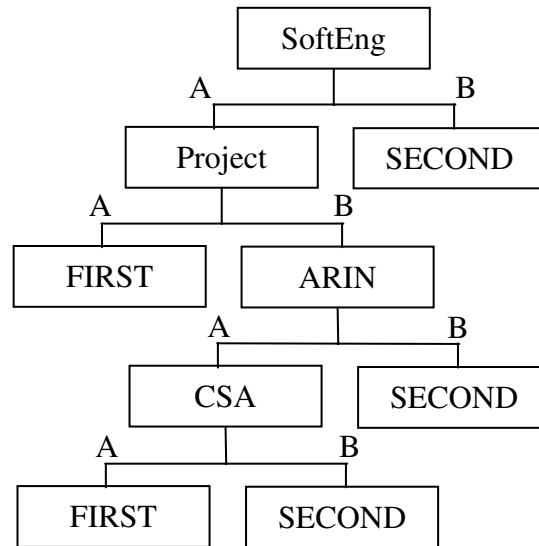 SoftEng
A B
Project SECOND
A B
FIRST ARIN
A B
CSA SECOND
A B
FIRST SECOND